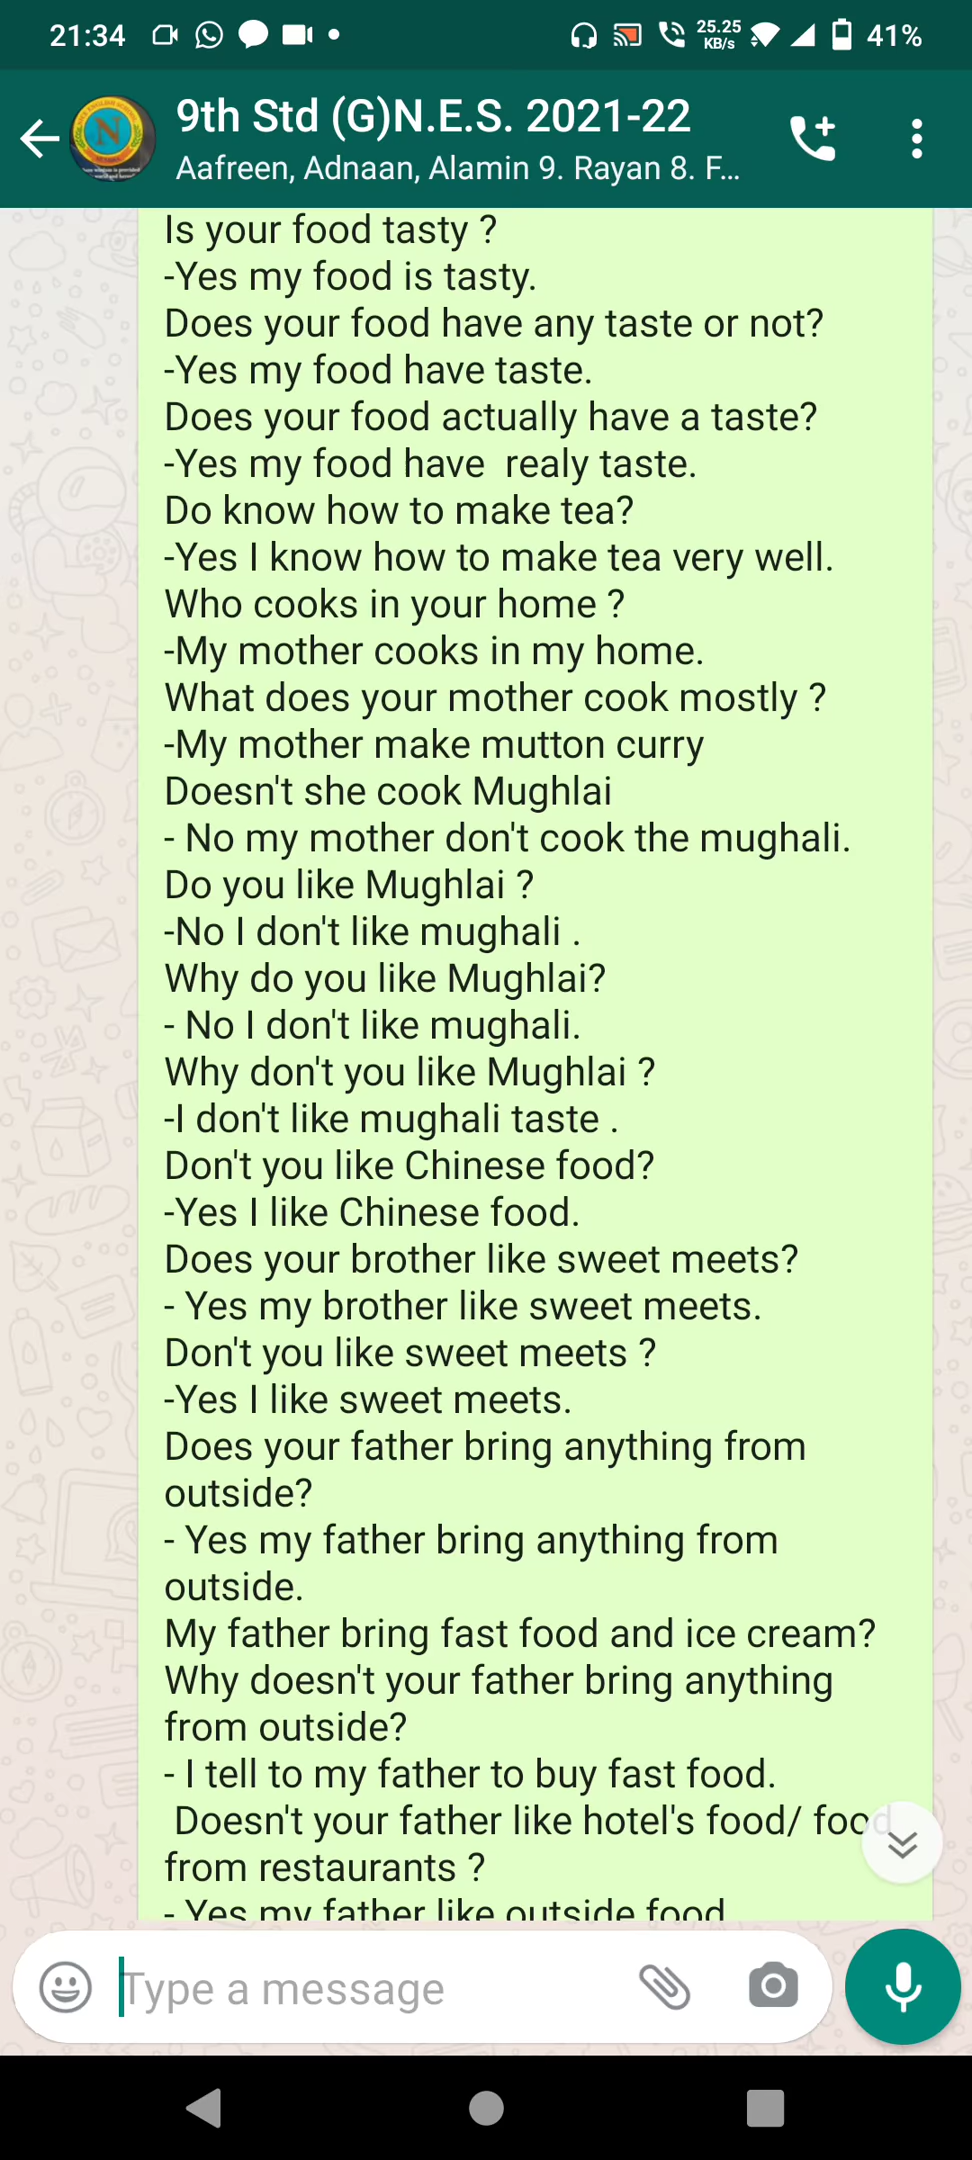 21:34
25.25
KB/s
41%
9th Std (G)N.E.S. 2021-22
Aafreen, Adnaan, Alamin 9. Rayan 8. F...
Is your food tasty ?
-Yes my food is tasty.
Does your food have any taste or not?
-Yes my food have taste.
Does your food actually have a taste?
-Yes my food have  realy taste.
Do know how to make tea?
-Yes I know how to make tea very well.
Who cooks in your home ?
-My mother cooks in my home.
What does your mother cook mostly ?
-My mother make mutton curry
Doesn't she cook Mughlai
- No my mother don't cook the mughali.
Do you like Mughlai ?
-No I don't like mughali .
Why do you like Mughlai?
- No I don't like mughali.
Why don't you like Mughlai ?
-I don't like mughali taste .
Don't you like Chinese food?
-Yes I like Chinese food.
Does your brother like sweet meets?
- Yes my brother like sweet meets.
Don't you like sweet meets ?
-Yes I like sweet meets.
Does your father bring anything from
outside?
- Yes my father bring anything from
outside.
My father bring fast food and ice cream?
Why doesn't your father bring anything
from outside?
- I tell to my father to buy fast food.
Doesn't your father like hotel's food/ food
from restaurants ?
- Yes my father like outside food
Type a message